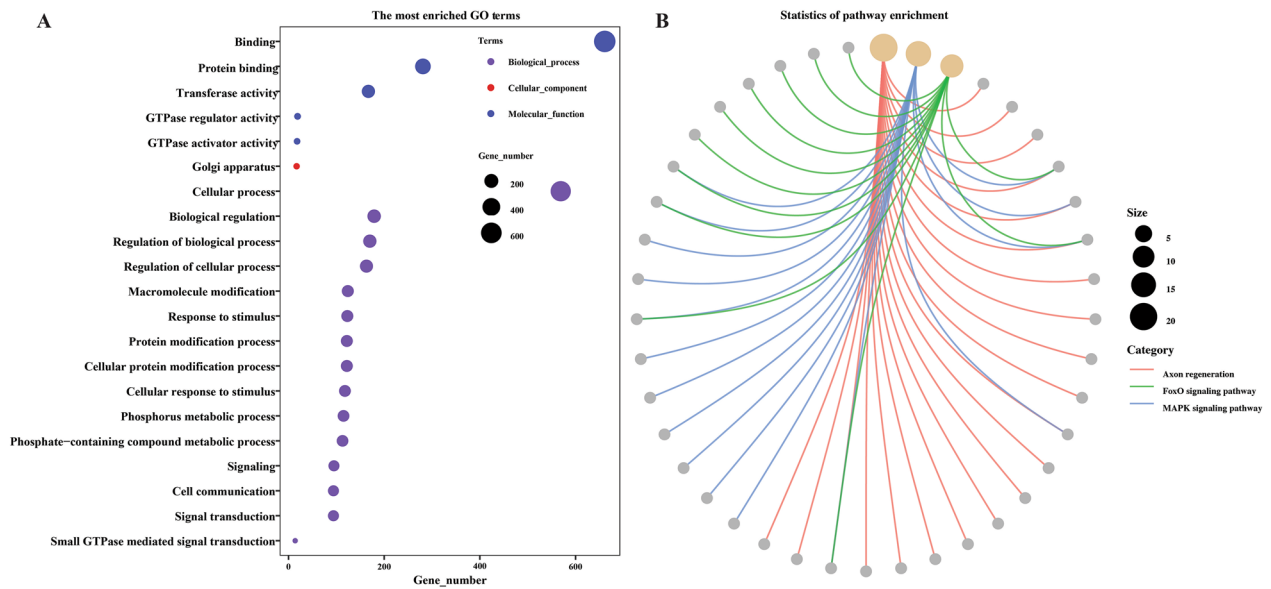 A
The most enriched GO terms
Binding
Protein binding
Transferase activity
GTPase regulator activity
GTPase activator activity
Golgi apparatus
Cellular process
Biological regulation
Regulation of biological process
Regulation of cellular process
Macromolecule modification
Response to stimulus
Protein modification process
Cellular protein modification process
Cellular response to stimulus
Phosphorus metabolic process
Phosphate−containing compound metabolic process
Signaling
Cell communication
Signal transduction
Small GTPase mediated signal transduction
0 200 400 600
Gene_number
Terms
Biological_process
Cellular_component
Molecular_function
Gene_number
200
400
600
B
Statistics of pathway enrichment
Size
5
10
15
20
Category
Axon regeneration
FoxO signaling pathway
MAPK signaling pathway